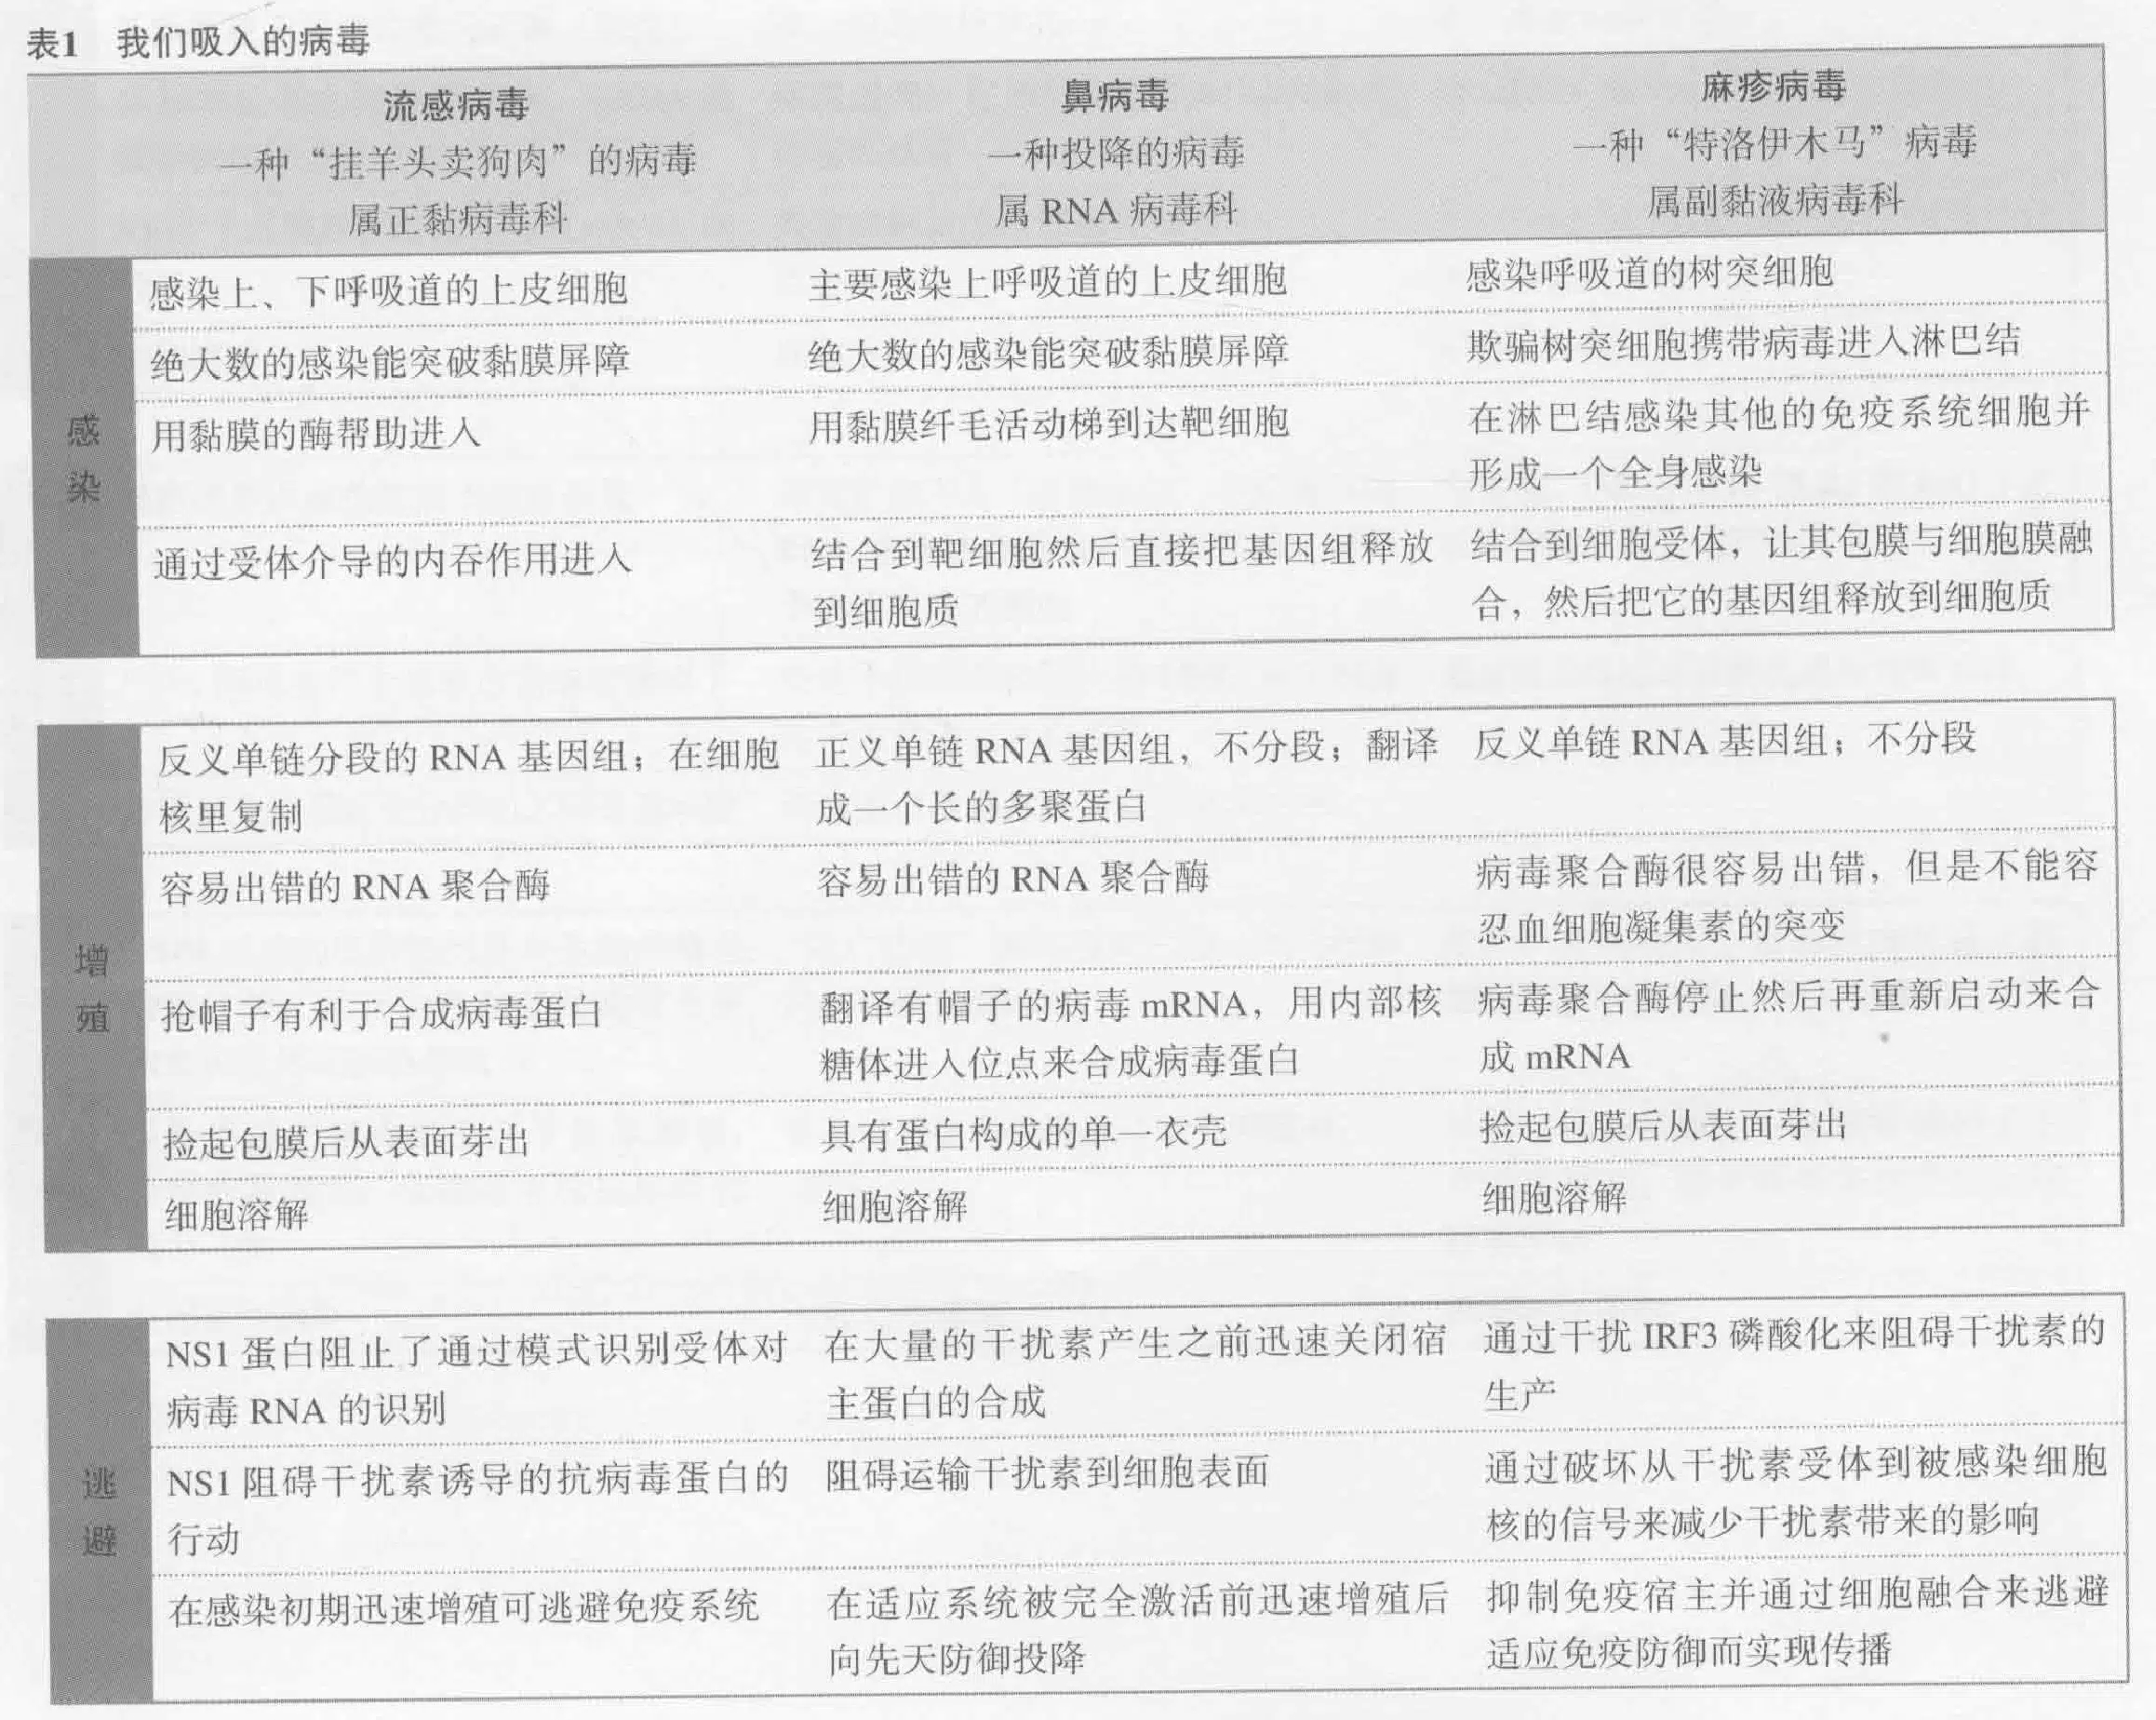 表1 我们吸入的病毒
流感病毒
一种“挂羊头卖狗肉”的病毒
属正黏病毒科
鼻病毒
一种投降的病毒
属 RNA 病毒科
麻疹病毒
一种“特洛伊木马”病毒
属副黏液病毒科
感染
感染上、下呼吸道的上皮细胞
主要感染上呼吸道的上皮细胞
感染呼吸道的树突细胞
绝大数的感染能突破黏膜屏障
绝大数的感染能突破黏膜屏障
欺骗树突细胞携带病毒进入淋巴结
用黏膜的酶帮助进入
用黏膜纤毛活动梯到达靶细胞
在淋巴结感染其他的免疫系统细胞并
形成一个全身感染
通过受体介导的内吞作用进入
结合到靶细胞然后直接把基因组释放
到细胞质
结合到细胞受体，让其包膜与细胞膜融
合，然后把它的基因组释放到细胞质
增殖
反义单链分段的 RNA 基因组；在细胞
核里复制
正义单链 RNA 基因组，不分段；翻译
成一个长的多聚蛋白
反义单链 RNA 基因组；不分段
容易出错的 RNA 聚合酶
容易出错的 RNA 聚合酶
病毒聚合酶很容易出错，但是不能容
忍血细胞凝集素的突变
抢帽子有利于合成病毒蛋白
翻译有帽子的病毒 mRNA，用内部核
糖体进入位点来合成病毒蛋白
病毒聚合酶停止然后再重新启动来合
成 mRNA
捡起包膜后从表面芽出
具有蛋白构成的单一衣壳
捡起包膜后从表面芽出
细胞溶解
细胞溶解
细胞溶解
逃避
NS1 蛋白阻止了通过模式识别受体对
病毒 RNA 的识别
在大量的干扰素产生之前迅速关闭宿
主蛋白的合成
通过干扰 IRF3 磷酸化来阻碍干扰素的
生产
NS1 阻碍干扰素诱导的抗病毒蛋白的
行动
阻碍运输干扰素到细胞表面
通过破坏从干扰素受体到被感染细胞
核的信号来减少干扰素带来的影响
在感染初期迅速增殖可逃避免疫系统
在适应系统被完全激活前迅速增殖后
向先天防御投降
抑制免疫宿主并通过细胞融合来逃避
适应免疫防御而实现传播